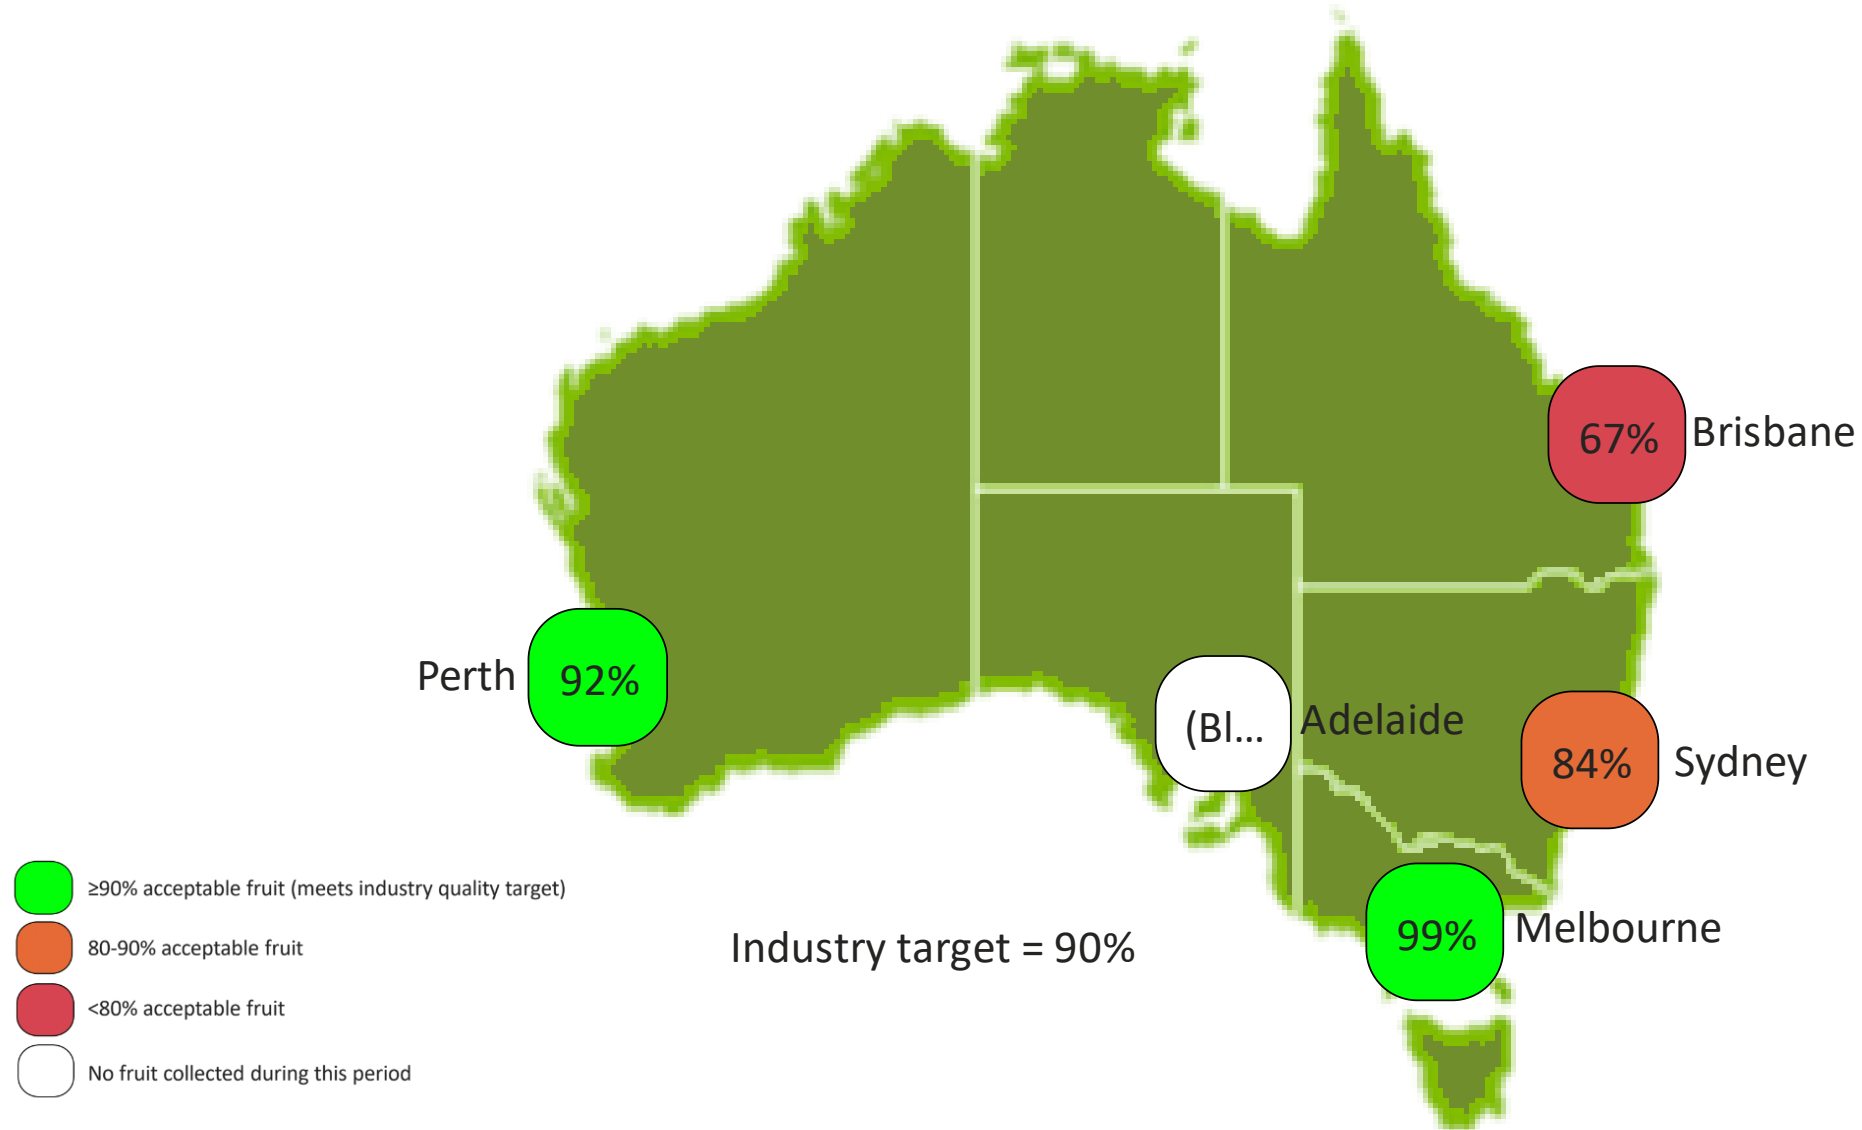 67%
Brisbane
Perth
92%
(Bl...
Adelaide
84%
Sydney
≥90% acceptable fruit (meets industry quality target)
80-90% acceptable fruit
<80% acceptable fruit
No fruit collected during this period
Industry target = 90%
99%
Melbourne